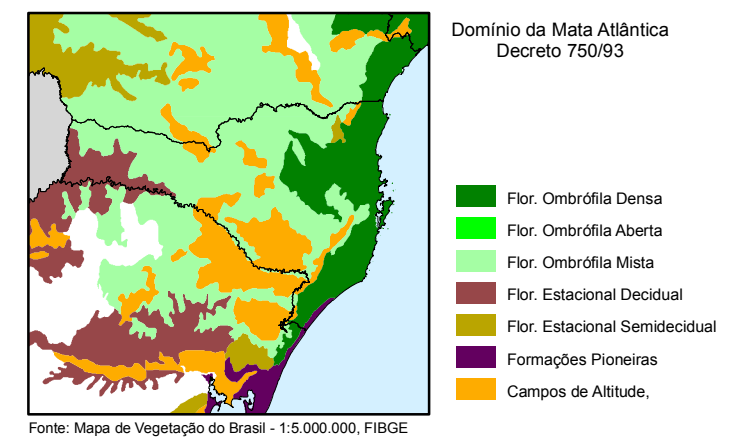 Domínio da Mata Atlântica
Decreto 750/93
Flor. Ombrófila Densa
Flor. Ombrófila Aberta
Flor. Ombrófila Mista
Flor. Estacional Decidual
Flor. Estacional Semidecidual
Formações Pioneiras
Campos de Altitude,
Fonte: Mapa de Vegetação do Brasil - 1:5.000.000, FIBGE